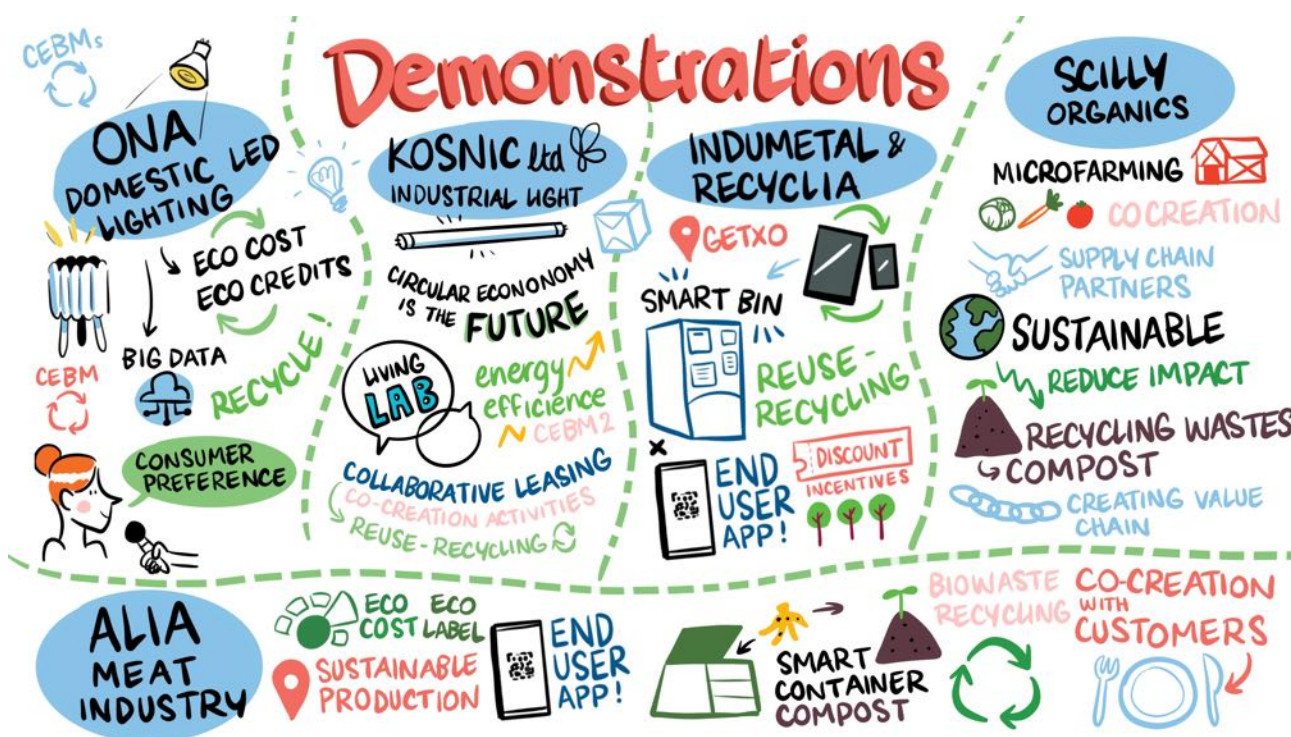 Demonstrations
CEBMs
ONA
DOMESTIC LED
LIGHTING
ECO COST
ECO CREDITS
BIG DATA
RECYCLE!
CEBM
CONSUMER
PREFERENCE
KOSNIC ltd
INDUSTRIAL LIGHT
CIRCULAR ECONONOMY
IS THE FUTURE
LIVING
LAB
energy
efficience
CEBM2
COLLABORATIVE LEASING
CO-CREATION ACTIVITIES
REUSE-RECYCLING
INDUMETAL &
RECYCLIA
GETXO
SMART BIN
REUSE-
RECYCLING
END
USER
APP!
DISCOUNT
INCENTIVES
SCILLY
ORGANICS
MICROFARMING
COCREATION
SUPPLY CHAIN
PARTNERS
SUSTAINABLE
REDUCE IMPACT
RECYCLING WASTES
COMPOST
CREATING VALUE
CHAIN
ALIA
MEAT
INDUSTRY
ECO
COST
ECO
LABEL
SUSTAINABLE
PRODUCTION
END
USER
APP!
SMART
CONTAINER
COMPOST
BIOWASTE
RECYCLING
CO-CREATION
WITH
CUSTOMERS